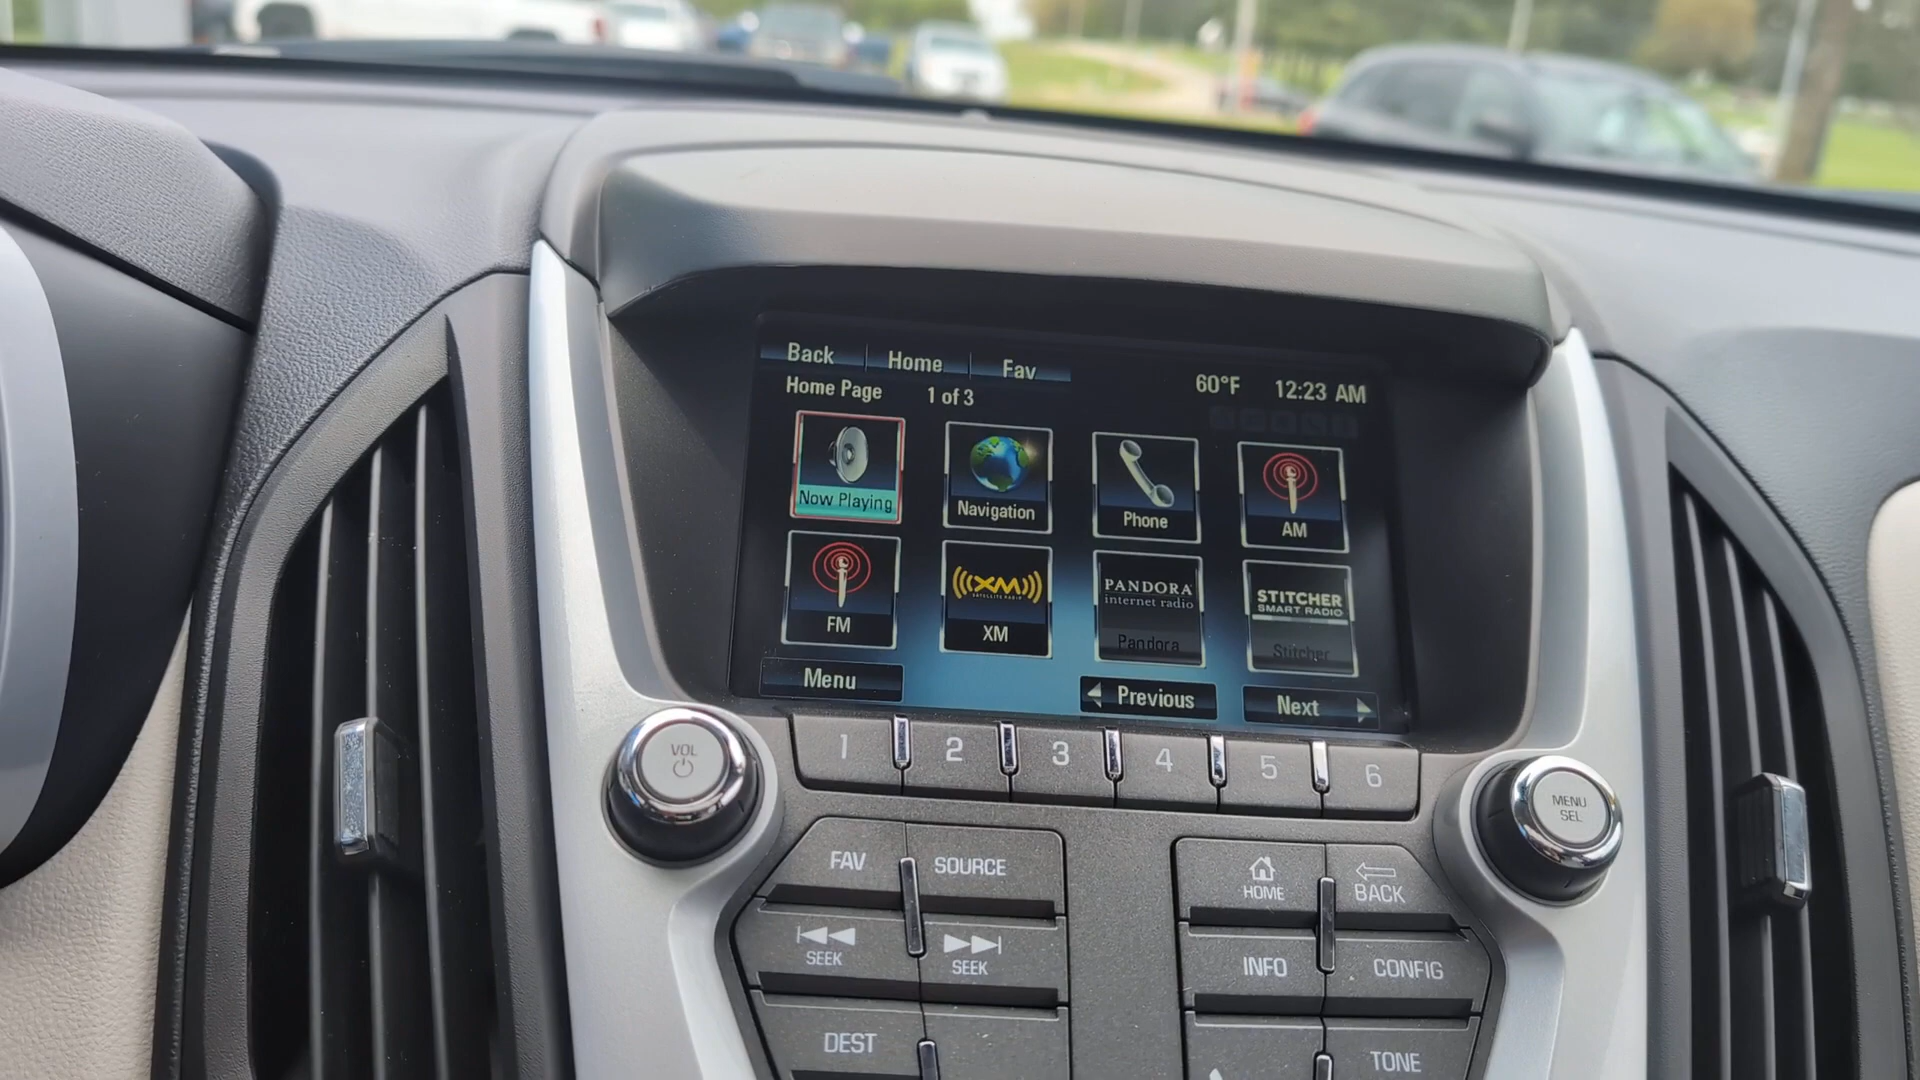 Back Home Fav
Home Page 1 of 3 60°F 12:23 AM
Now Playing Navigation Phone AM
XM
SATELLITE RADIO
PANDORA
internet radio
STITCHER
SMART RADIO
FM XM Pandora Stitcher
Menu Previous Next
VOL
1 2 3 4 5 6
MENU
SEL
FAV SOURCE
HOME BACK
SEEK SEEK
INFO CONFIG
DEST
TONE